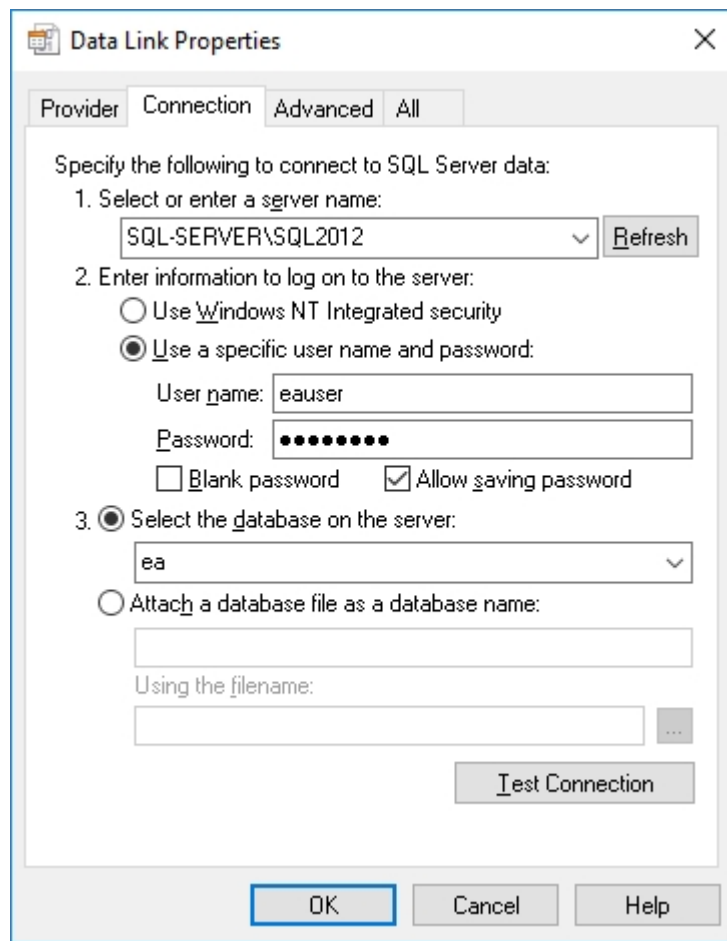 Data Link Properties
Provider Connection Advanced All
Specify the following to connect to SQL Server data:
1. Select or enter a server name:
SQL-SERVER\SQL2012 Refresh
2. Enter information to log on to the server:
Use Windows NT Integrated security
Use a specific user name and password:
User name: eauser
Password: ●●●●●●●●●
Blank password Allow saving password
3. Select the database on the server:
ea
Attach a database file as a database name:
Using the filename:
...
Test Connection
OK Cancel Help